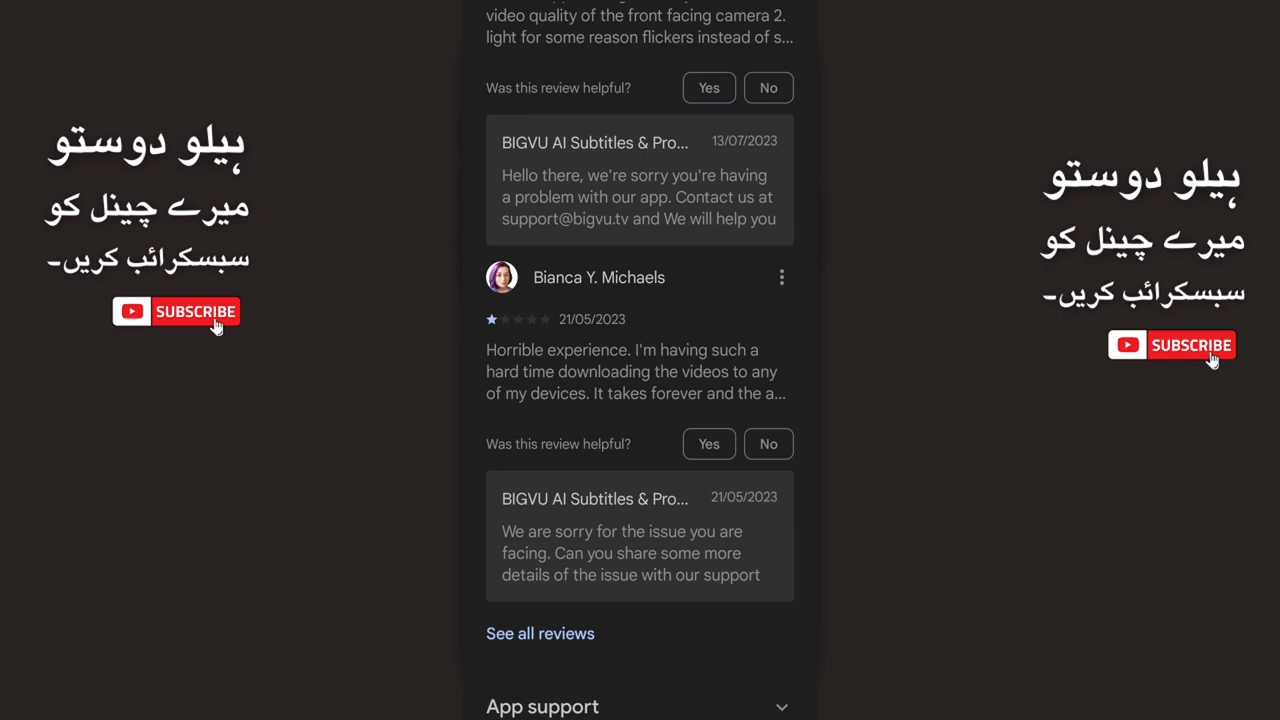 video quality of the front facing camera 2.
light for some reason flickers instead of s...
Was this review helpful?
Yes
No
BIGVU AI Subtitles & Pro...
13/07/2023
Hello there, we're sorry you're having
a problem with our app. Contact us at
support@bigvu.tv and We will help you
Bianca Y. Michaels
21/05/2023
Horrible experience. I'm having such a
hard time downloading the videos to any
of my devices. It takes forever and the a...
Was this review helpful?
Yes
No
BIGVU AI Subtitles & Pro...
21/05/2023
We are sorry for the issue you are
facing. Can you share some more
details of the issue with our support
See all reviews
App support
ہیلو دوستو
میرے چینل کو
سبسکرائب کریں۔
SUBSCRIBE
ہیلو دوستو
میرے چینل کو
سبسکرائب کریں۔
SUBSCRIBE